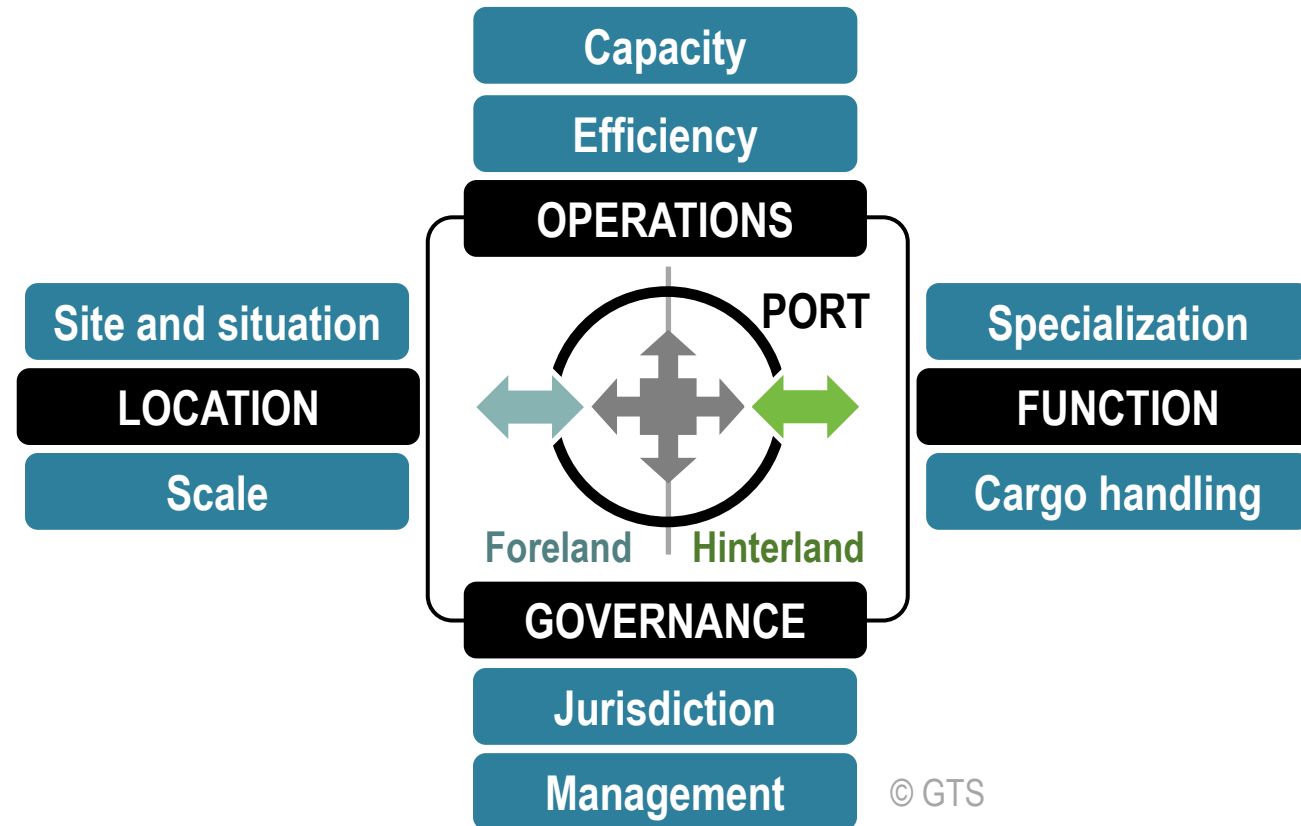 Capacity
Efficiency
OPERATIONS
Site and situation
PORT
Specialization
LOCATION
FUNCTION
Scale
Cargo handling
Foreland
Hinterland
GOVERNANCE
Jurisdiction
Management
© GTS